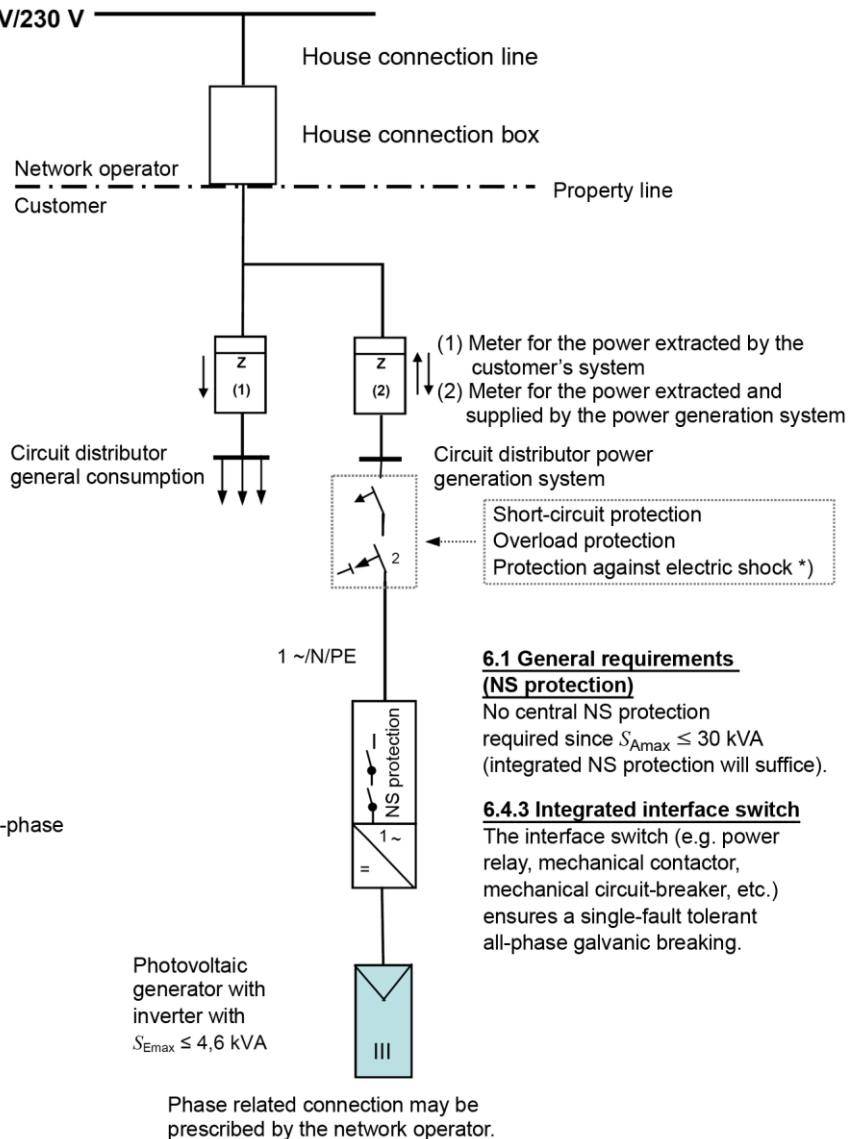 V/230 V
House connection line
House connection box
Network operator
Property line
Customer
Z
(1)
Z
(2)
(1) Meter for the power extracted by the
customer's system
(2) Meter for the power extracted and
supplied by the power generation system
Circuit distributor
general consumption
Circuit distributor power
generation system
2
Short-circuit protection
Overload protection
Protection against electric shock *)
1 ~/N/PE
NS protection
1 ~
=
6.1 General requirements
(NS protection)
No central NS protection
required since SAmax ≤ 30 kVA
(integrated NS protection will suffice).
6.4.3 Integrated interface switch
The interface switch (e.g. power
relay, mechanical contactor,
mechanical circuit-breaker, etc.)
ensures a single-fault tolerant
all-phase galvanic breaking.
-phase
Photovoltaic
generator with
inverter with
SEmax ≤ 4,6 kVA
III
Phase related connection may be
prescribed by the network operator.